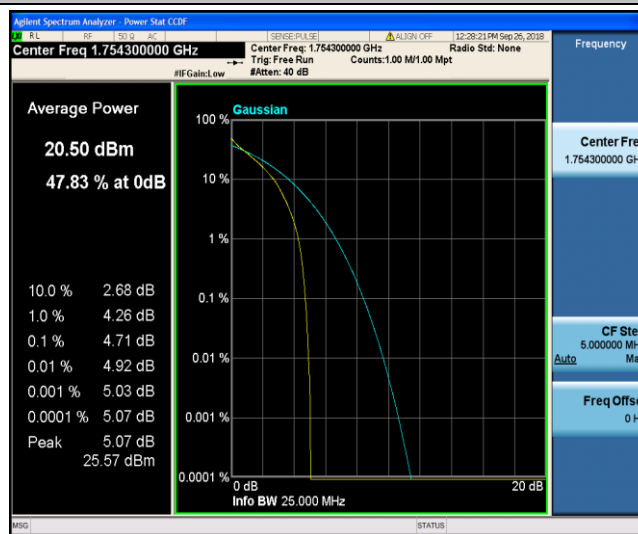 Agilent Spectrum Analyzer - Power Stat CCDF
RL RF 50 Ω AC SENSE:PULSE ALIGN OFF 12:28:21 PM Sep 26, 2018
Center Freq 1.754300000 GHz Center Freq: 1.754300000 GHz Radio Std: None Frequency
Trig: Free Run Counts:1.00 M/1.00 Mpt
#IFGain:Low #Atten: 40 dB
Average Power
20.50 dBm
47.83 % at 0dB
10.0 % 2.68 dB
1.0 % 4.26 dB
0.1 % 4.71 dB
0.01 % 4.92 dB
0.001 % 5.03 dB
0.0001 % 5.07 dB
Peak 5.07 dB
25.57 dBm
Gaussian
100 %
10 %
1 %
0.1 %
0.01 %
0.001 %
0.0001 %
0 dB 20 dB
Info BW 25.000 MHz
Center Fre
1.754300000 GH
CF Ste
5.000000 MH
Auto Ma
Freq Offs
0 H
MSG STATUS